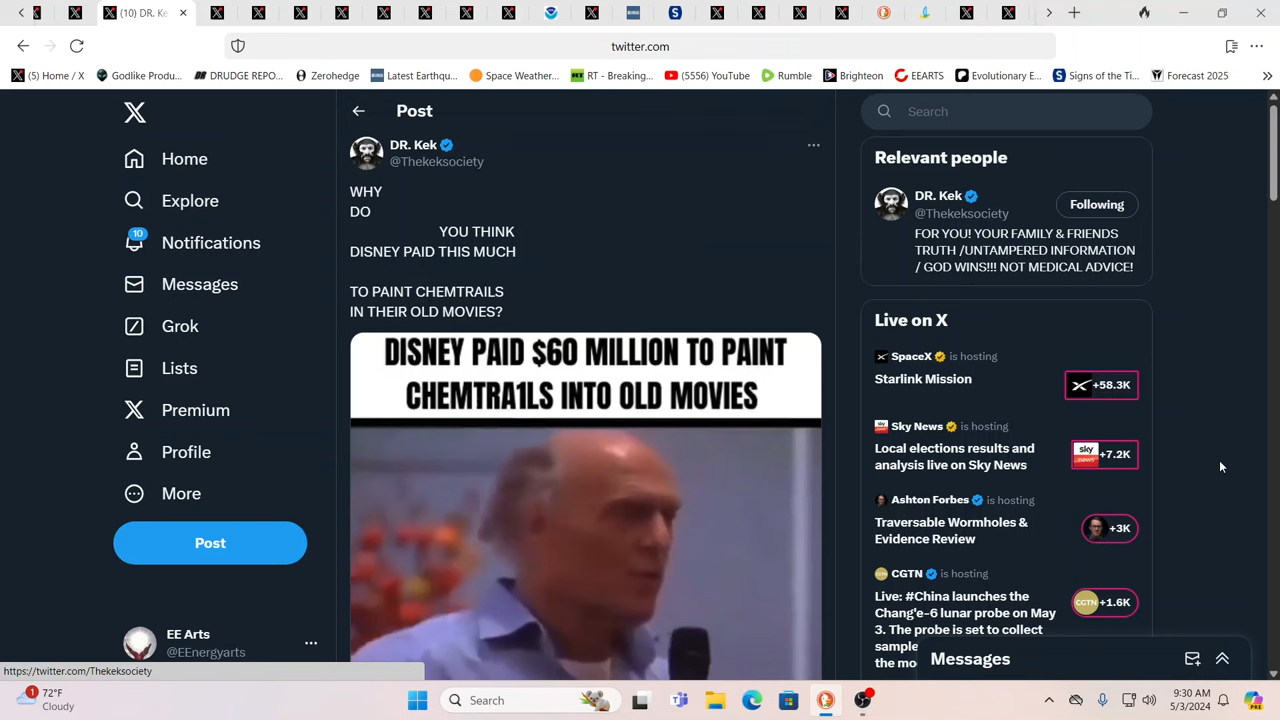 (10) DR. Ke
twitter.com
(5) Home / X
Godlike Produ...
DRUDGE REPO...
Zerohedge
Latest Earthqu...
Space Weather...
RT - Breaking...
(5556) YouTube
Rumble
Brighteon
EEARTS
Evolutionary E...
Signs of the Ti...
Forecast 2025
Home
Explore
10
Notifications
Messages
Grok
Lists
Premium
Profile
More
Post
EE Arts
@EEnergyarts
https://twitter.com/Thekeksociety
Post
DR. Kek
@Thekeksociety
WHY
DO
YOU THINK
DISNEY PAID THIS MUCH
TO PAINT CHEMTRAILS
IN THEIR OLD MOVIES?
DISNEY PAID $60 MILLION TO PAINT
CHEMTRA1LS INTO OLD MOVIES
Search
Relevant people
DR. Kek
@Thekeksociety
Following
FOR YOU! YOUR FAMILY & FRIENDS
TRUTH /UNTAMPERED INFORMATION
/ GOD WINS!!! NOT MEDICAL ADVICE!
Live on X
SpaceX is hosting
Starlink Mission
+58.3K
Sky News is hosting
Local elections results and
analysis live on Sky News
sky
news
+7.2K
Ashton Forbes is hosting
Traversable Wormholes &
Evidence Review
+3K
CGTN is hosting
Live: #China launches the
Chang'e-6 lunar probe on May
3. The probe is set to collect
CGTN
+1.6K
Messages
1
72°F
Cloudy
Search
9:30 AM
5/3/2024
PRE